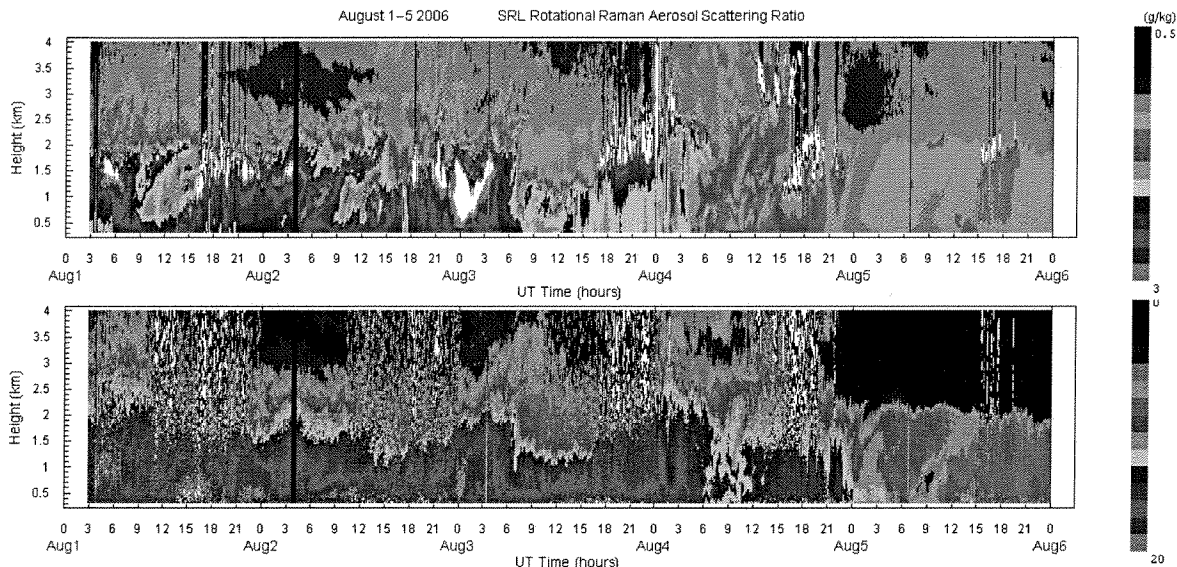 August 1–5 2006 SRL Rotational Raman Aerosol Scattering Ratio
(g/kg)
0.5
4
3.5
3
2.5
2
1.5
1
0.5
Height (km)
0 3 6 9 12 15 18 21 0 3 6 9 12 15 18 21 0 3 6 9 12 15 18 21 0 3 6 9 12 15 18 21 0 3 6 9 12 15 18 21 0
Aug1 Aug2 Aug3 Aug4 Aug5 Aug6
UT Time (hours)
3
0
4
3.5
3
2.5
2
1.5
1
0.5
Height (km)
0 3 6 9 12 15 18 21 0 3 6 9 12 15 18 21 0 3 6 9 12 15 18 21 0 3 6 9 12 15 18 21 0 3 6 9 12 15 18 21 0
Aug1 Aug2 Aug3 Aug4 Aug5 Aug6
UT Time (hours)
20